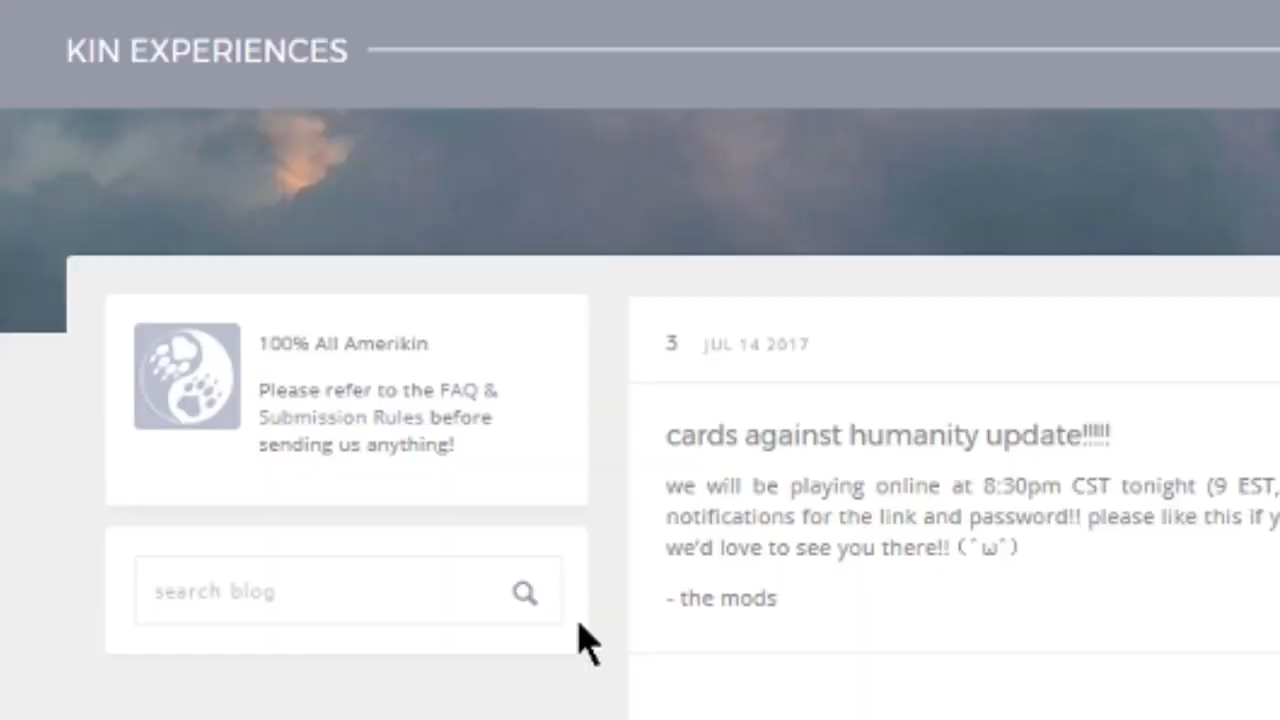 KIN EXPERIENCES
100% All Amerikin
Please refer to the FAQ &
Submission Rules before
sending us anything!
search blog
3 JUL 14 2017
cards against humanity update!!!!!
we will be playing online at 8:30pm CST tonight (9 EST,
notifications for the link and password!! please like this if y
we'd love to see you there!! (´ω`)
- the mods